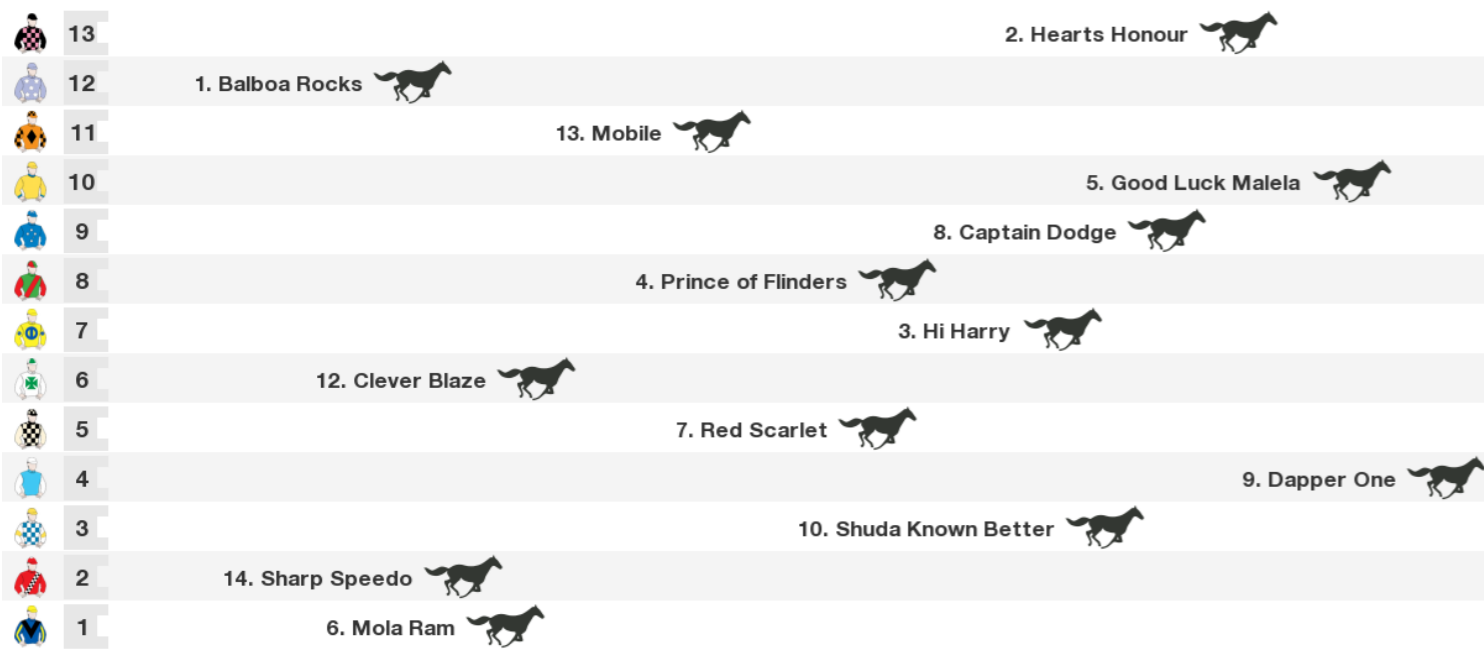 13 2. Hearts Honour
12 1. Balboa Rocks
11 13. Mobile
10 5. Good Luck Malela
9 8. Captain Dodge
8 4. Prince of Flinders
7 3. Hi Harry
6 12. Clever Blaze
5 7. Red Scarlet
4 9. Dapper One
3 10. Shuda Known Better
2 14. Sharp Speedo
1 6. Mola Ram